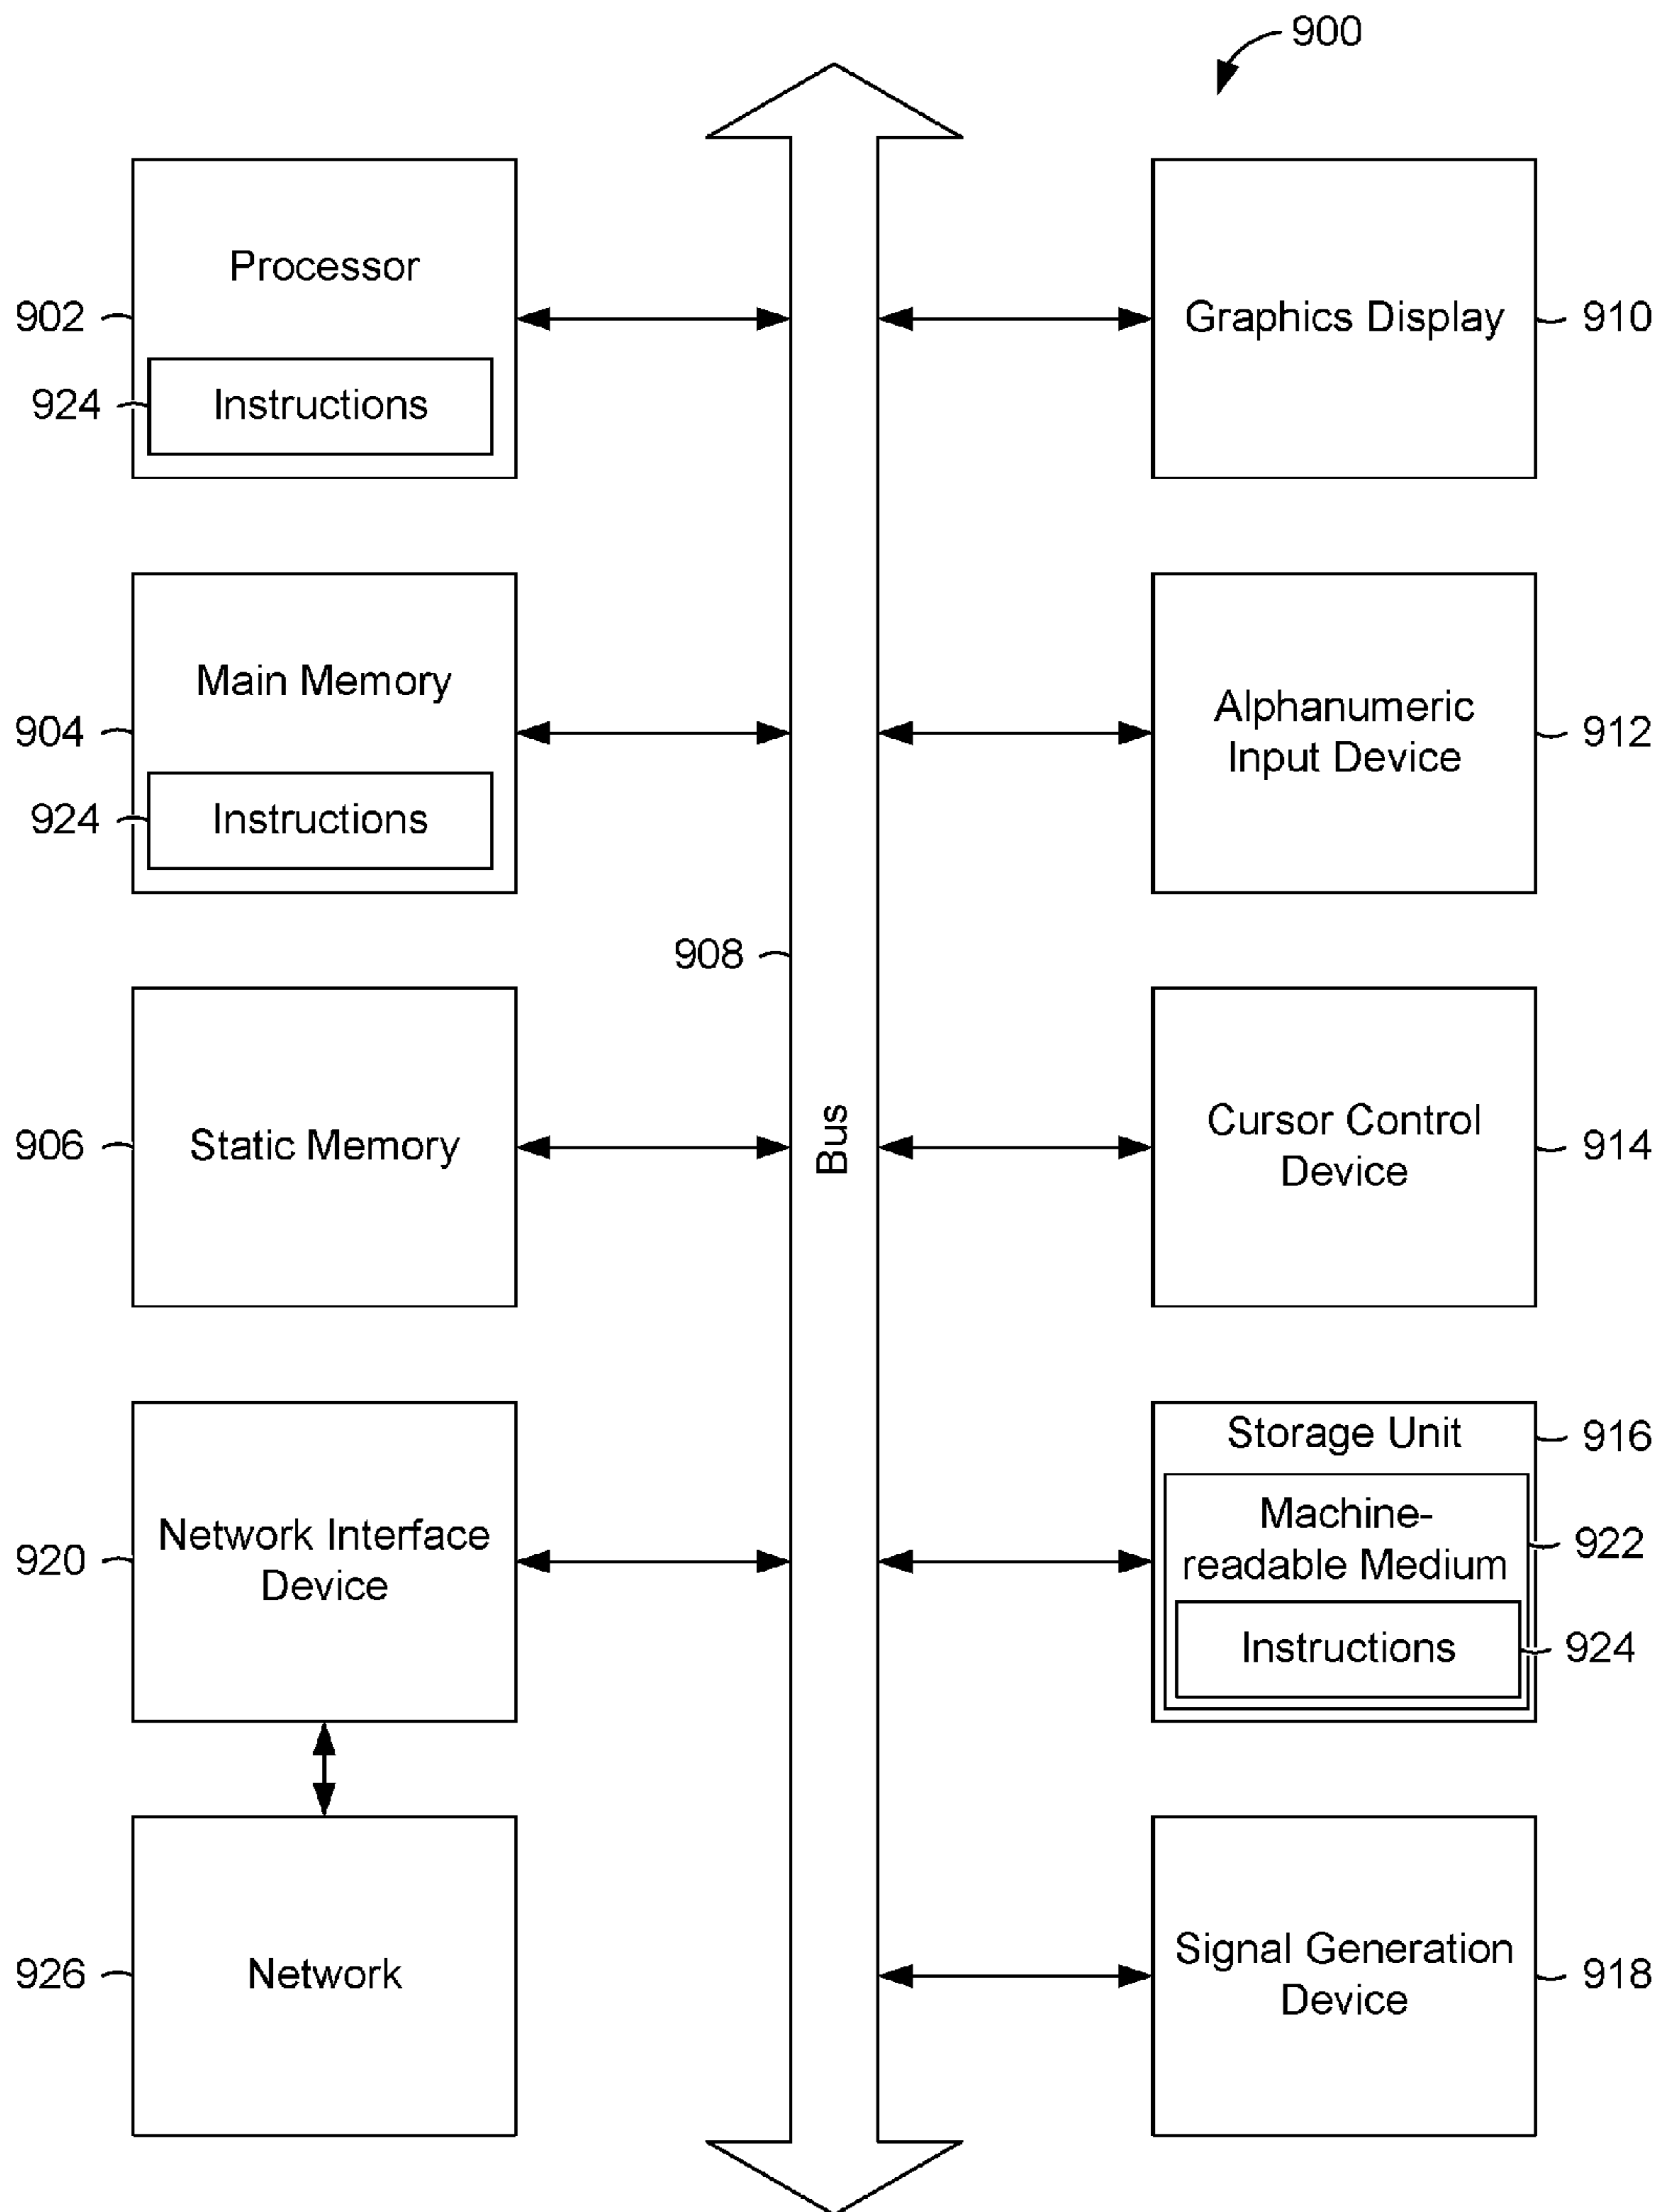 900
Processor
902
Instructions
924
Graphics Display
910
Main Memory
904
Instructions
924
Alphanumeric
Input Device
912
908
Bus
Static Memory
906
Cursor Control
Device
914
Network Interface
Device
920
Storage Unit
916
Machine-
readable Medium
922
Instructions
924
Network
926
Signal Generation
Device
918